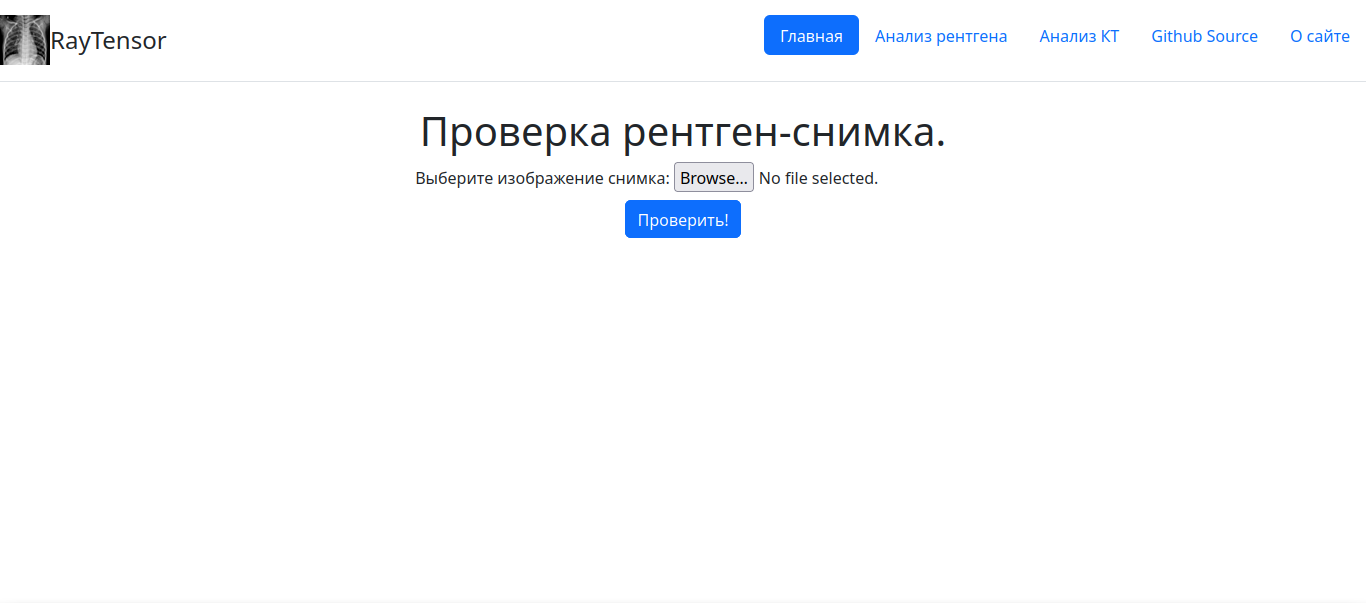 RayTensor
Главная Анализ рентгена Анализ КТ Github Source О сайте
Проверка рентген-снимка.
Выберите изображение снимка: Browse... No file selected.
Проверить!